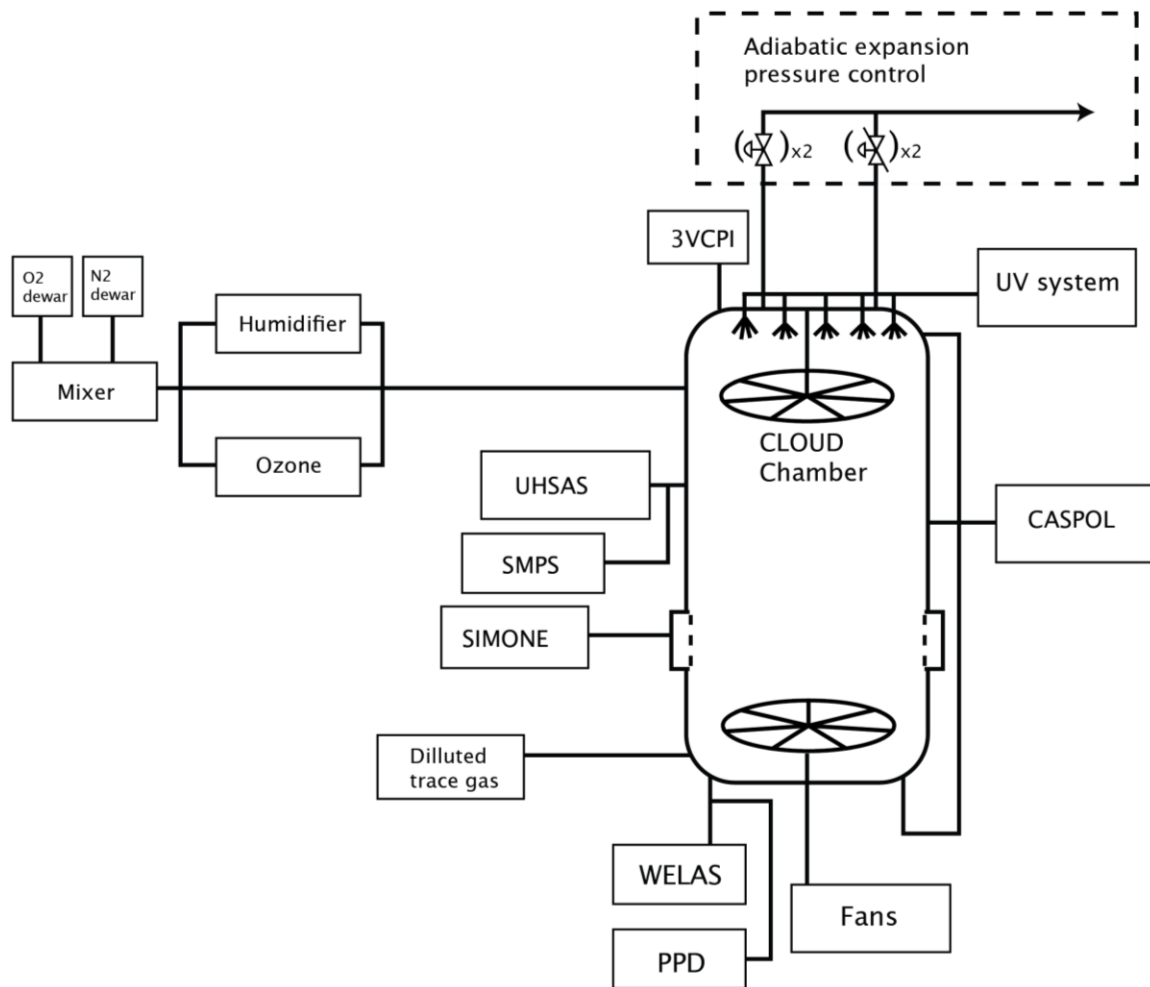 Adiabatic expansion
pressure control
( )x2
( )x2
3VCPI
UV system
O2
dewar
N2
dewar
Humidifier
Mixer
Ozone
CLOUD
Chamber
UHSAS
CASPOL
SMPS
SIMONE
Dilluted
trace gas
WELAS
Fans
PPD